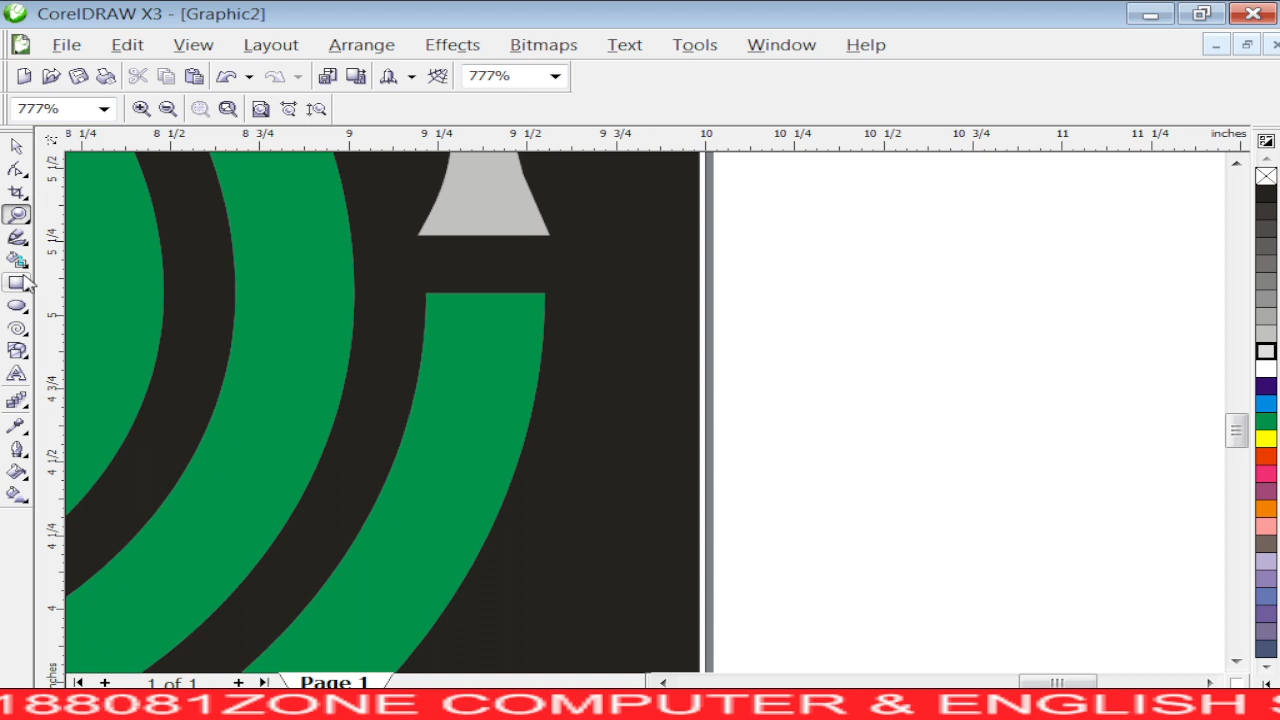 CorelDRAW X3 - [Graphic2]
File Edit View Layout Arrange Effects Bitmaps Text Tools Window Help
777%
777%
8 1/4 8 1/2 8 3/4 9 9 1/4 9 1/2 9 3/4 10 10 1/4 10 1/2 10 3/4 11 11 1/4 inches
5 1/2
5 1/4
5
4 3/4
4 1/2
4 1/4
4
inches
1 of 1 Page 1
188081ZONE COMPUTER & ENGLISH